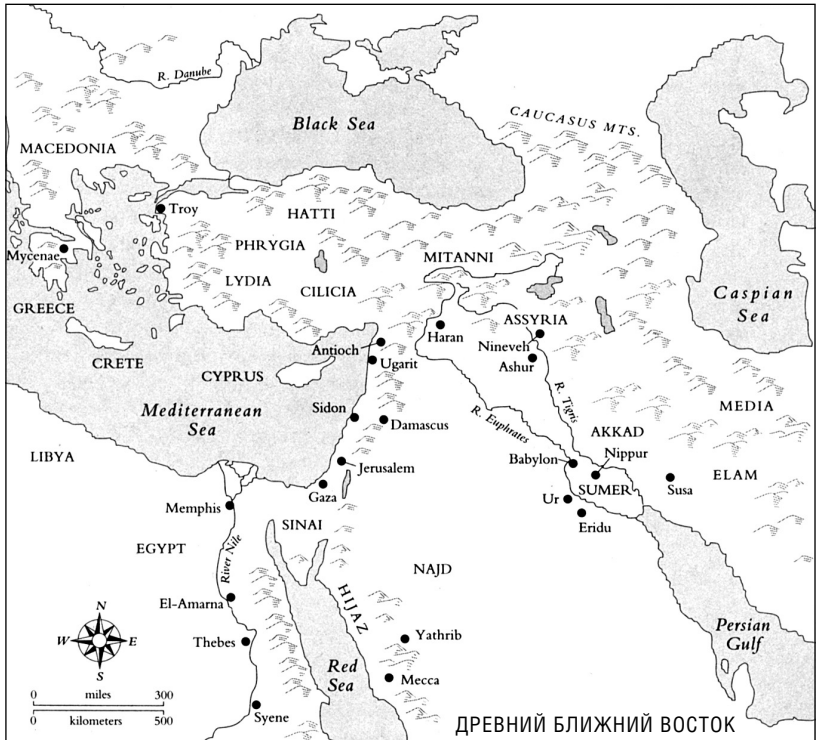 R. Danube
Black Sea
CAUCASUS MTS.
MACEDONIA
Troy
HATTI
PHRYGIA
Mycenae
MITANNI
LYDIA
CILICIA
GREECE
Caspian
Sea
ASSYRIA
Haran
Nineveh
Antioch
Ashur
CRETE
Ugarit
CYPRUS
R. Tigris
Mediterranean
Sea
Sidon
Damascus
R. Euphrates
MEDIA
AKKAD
LIBYA
Babylon
Nippur
Jerusalem
ELAM
Gaza
SUMER
Susa
Memphis
Ur
SINAI
Eridu
EGYPT
River Nile
NAJD
HIJAZ
El-Amarna
N
W
E
S
Thebes
Yathrib
Persian
Gulf
Red
Sea
Mecca
0 miles 300
0 kilometers 500
Syene
ДРЕВНИЙ БЛИЖНИЙ ВОСТОК